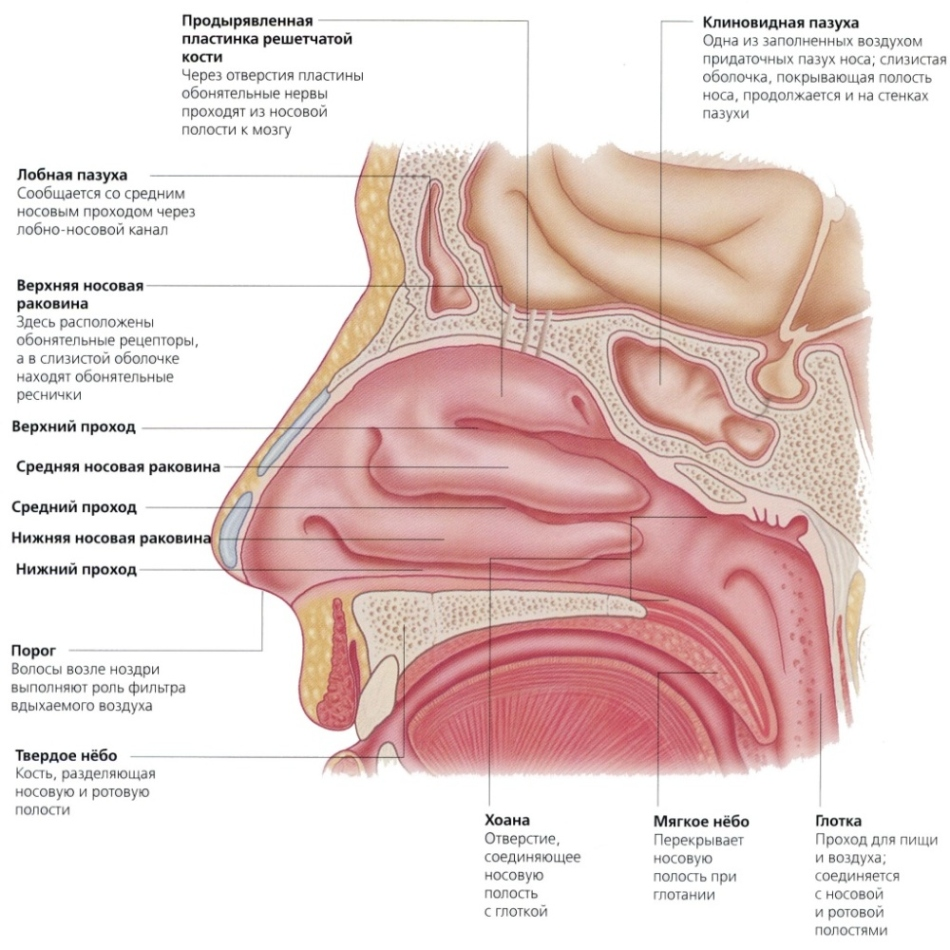 Продырявленная
пластинка решетчатой
кости
Через отверстия пластины
обонятельные нервы
проходят из носовой
полости к мозгу
Клиновидная пазуха
Одна из заполненных воздухом
придаточных пазух носа; слизистая
оболочка, покрывающая полость
носа, продолжается и на стенках
пазухи
Лобная пазуха
Сообщается со средним
носовым проходом через
лобно-носовой канал
Верхняя носовая
раковина
Здесь расположены
обонятельные рецепторы,
а в слизистой оболочке
находят обонятельные
реснички
Верхний проход
Средняя носовая раковина
Средний проход
Нижняя носовая раковина
Нижний проход
Порог
Волосы возле ноздри
выполняют роль фильтра
вдыхаемого воздуха
Твердое нёбо
Кость, разделяющая
носовую и ротовую
полости
Хоана
Отверстие,
соединяющее
носовую
полость
с глоткой
Мягкое нёбо
Перекрывает
носовую
полость при
глотании
Глотка
Проход для пищи
и воздуха;
соединяется
с носовой
и ротовой
полостями